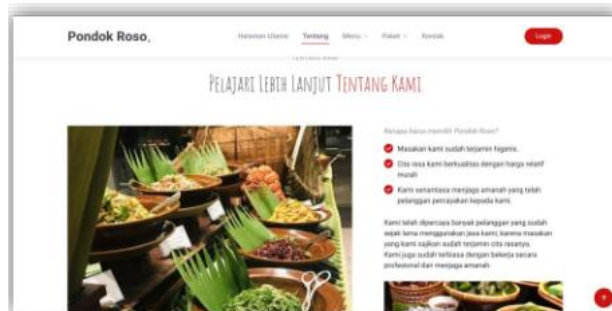 Pondok Roso.
Halaman Utama Tentang Menu Paket Kontak
Login
TENTANG KAMI
PELAJARI LEBIH LANJUT TENTANG KAMI
Kenapa harus memilih Pondok Roso?
Masakan kami sudah terjamin higenis.
Cita rasa kami berkualitas dengan harga relatif
murah
Kami senantiasa menjaga amanah yang telah
pelanggan percayakan kepada kami.
Kami telah dipercaya banyak pelanggan yang sudah
sejak lama menggunakan jasa kami, karena masakan
yang kami sajikan sudah terjamin cita rasanya.
Kami juga sudah terbiasa dengan bekerja secara
profesional dan menjaga amanah.